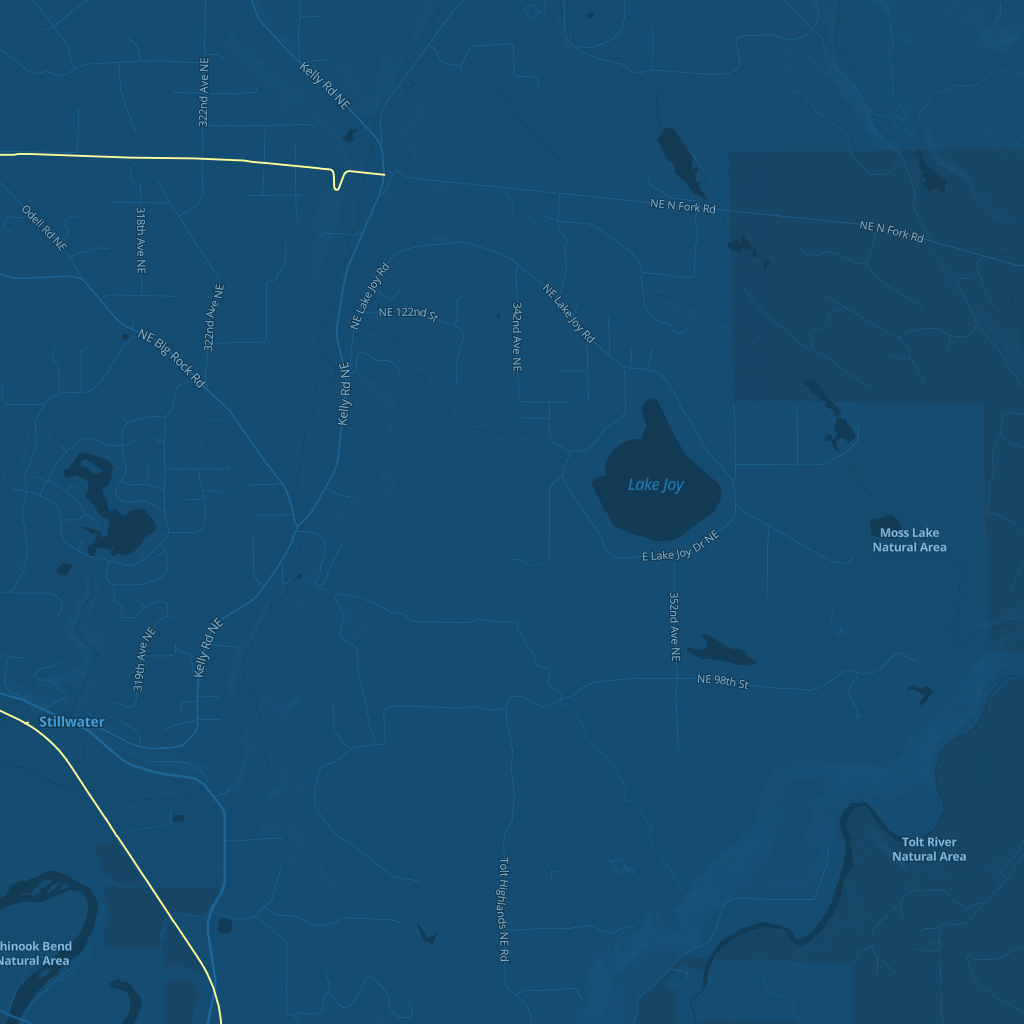 Kelly Rd NE
322nd Ave NE
NE N Fork Rd
NE N Fork Rd
Odell Rd NE
318th Ave NE
322nd Ave NE
NE Lake Joy Rd
NE 122nd St
342nd Ave NE
NE Lake Joy Rd
NE Big Rock Rd
Kelly Rd NE
Lake Joy
E Lake Joy Dr NE
Moss Lake
Natural Area
352nd Ave NE
319th Ave NE
Kelly Rd NE
NE 98th St
Stillwater
Tolt River
Natural Area
Tolt Highlands NE Rd
hinook Bend
Natural Area